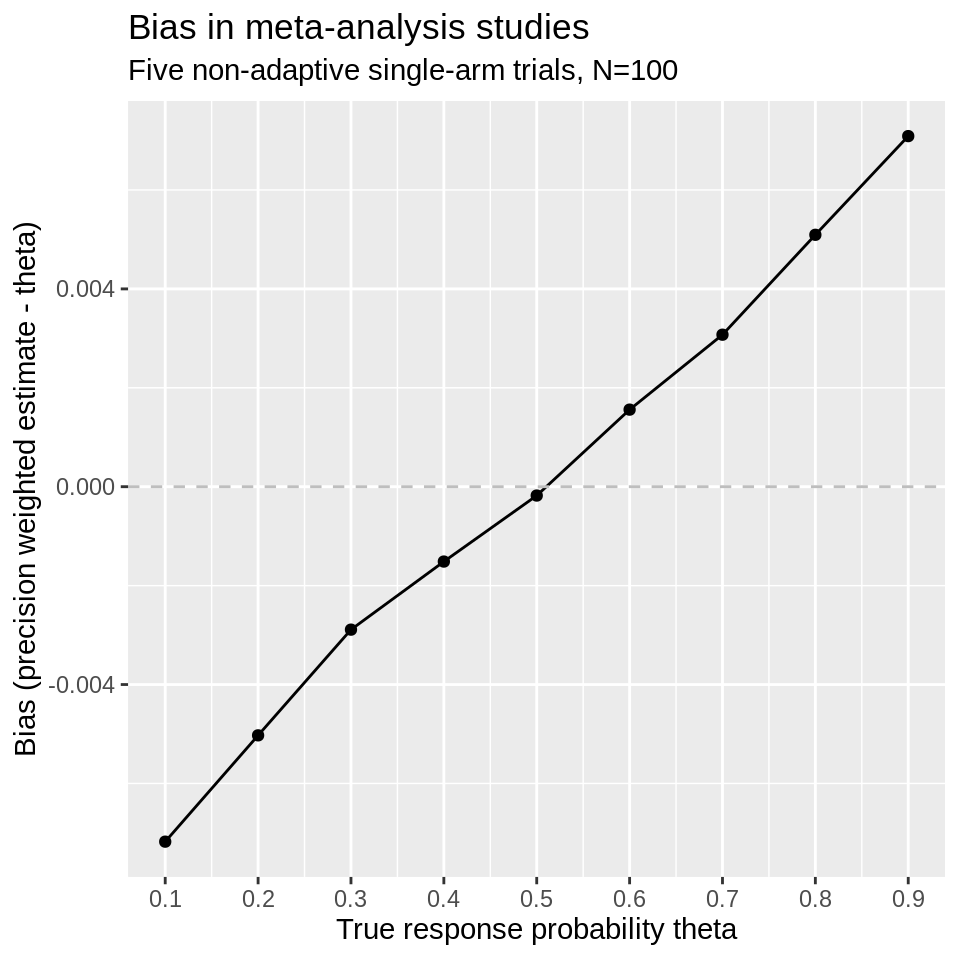 Bias in meta-analysis studies
Five non-adaptive single-arm trials, N=100
Bias (precision weighted estimate - theta)
0.004
0.000
-0.004
0.1 0.2 0.3 0.4 0.5 0.6 0.7 0.8 0.9
True response probability theta